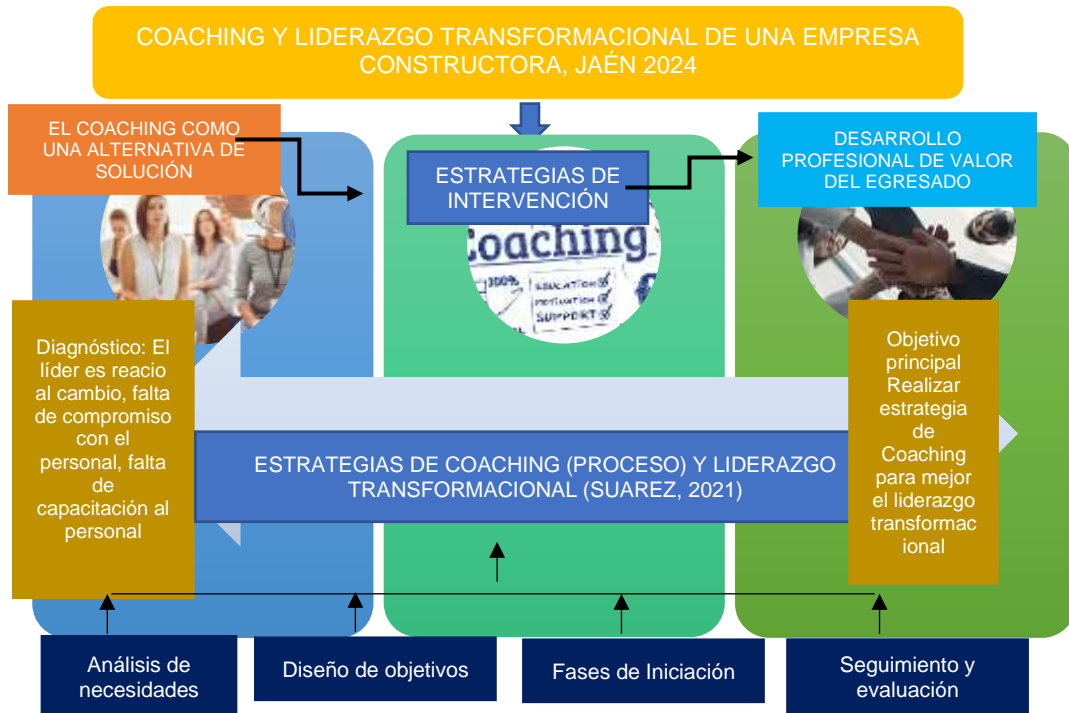 COACHING Y LIDERAZGO TRANSFORMACIONAL DE UNA EMPRESA
CONSTRUCTORA, JAÉN 2024
EL COACHING COMO
UNA ALTERNATIVA DE
SOLUCIÓN
ESTRATEGIAS DE
INTERVENCIÓN
DESARROLLO
PROFESIONAL DE VALOR
DEL EGRESADO
Coaching
100%
EDUCATION
MOTIVATION
SUPPORT
Diagnóstico: El
líder es reacio
al cambio, falta
de compromiso
con el
personal, falta
de
capacitación al
personal
ESTRATEGIAS DE COACHING (PROCESO) Y LIDERAZGO
TRANSFORMACIONAL (SUAREZ, 2021)
Objetivo
principal
Realizar
estrategia
de
Coaching
para mejor
el liderazgo
transformac
ional
Análisis de
necesidades
Diseño de objetivos
Fases de Iniciación
Seguimiento y
evaluación